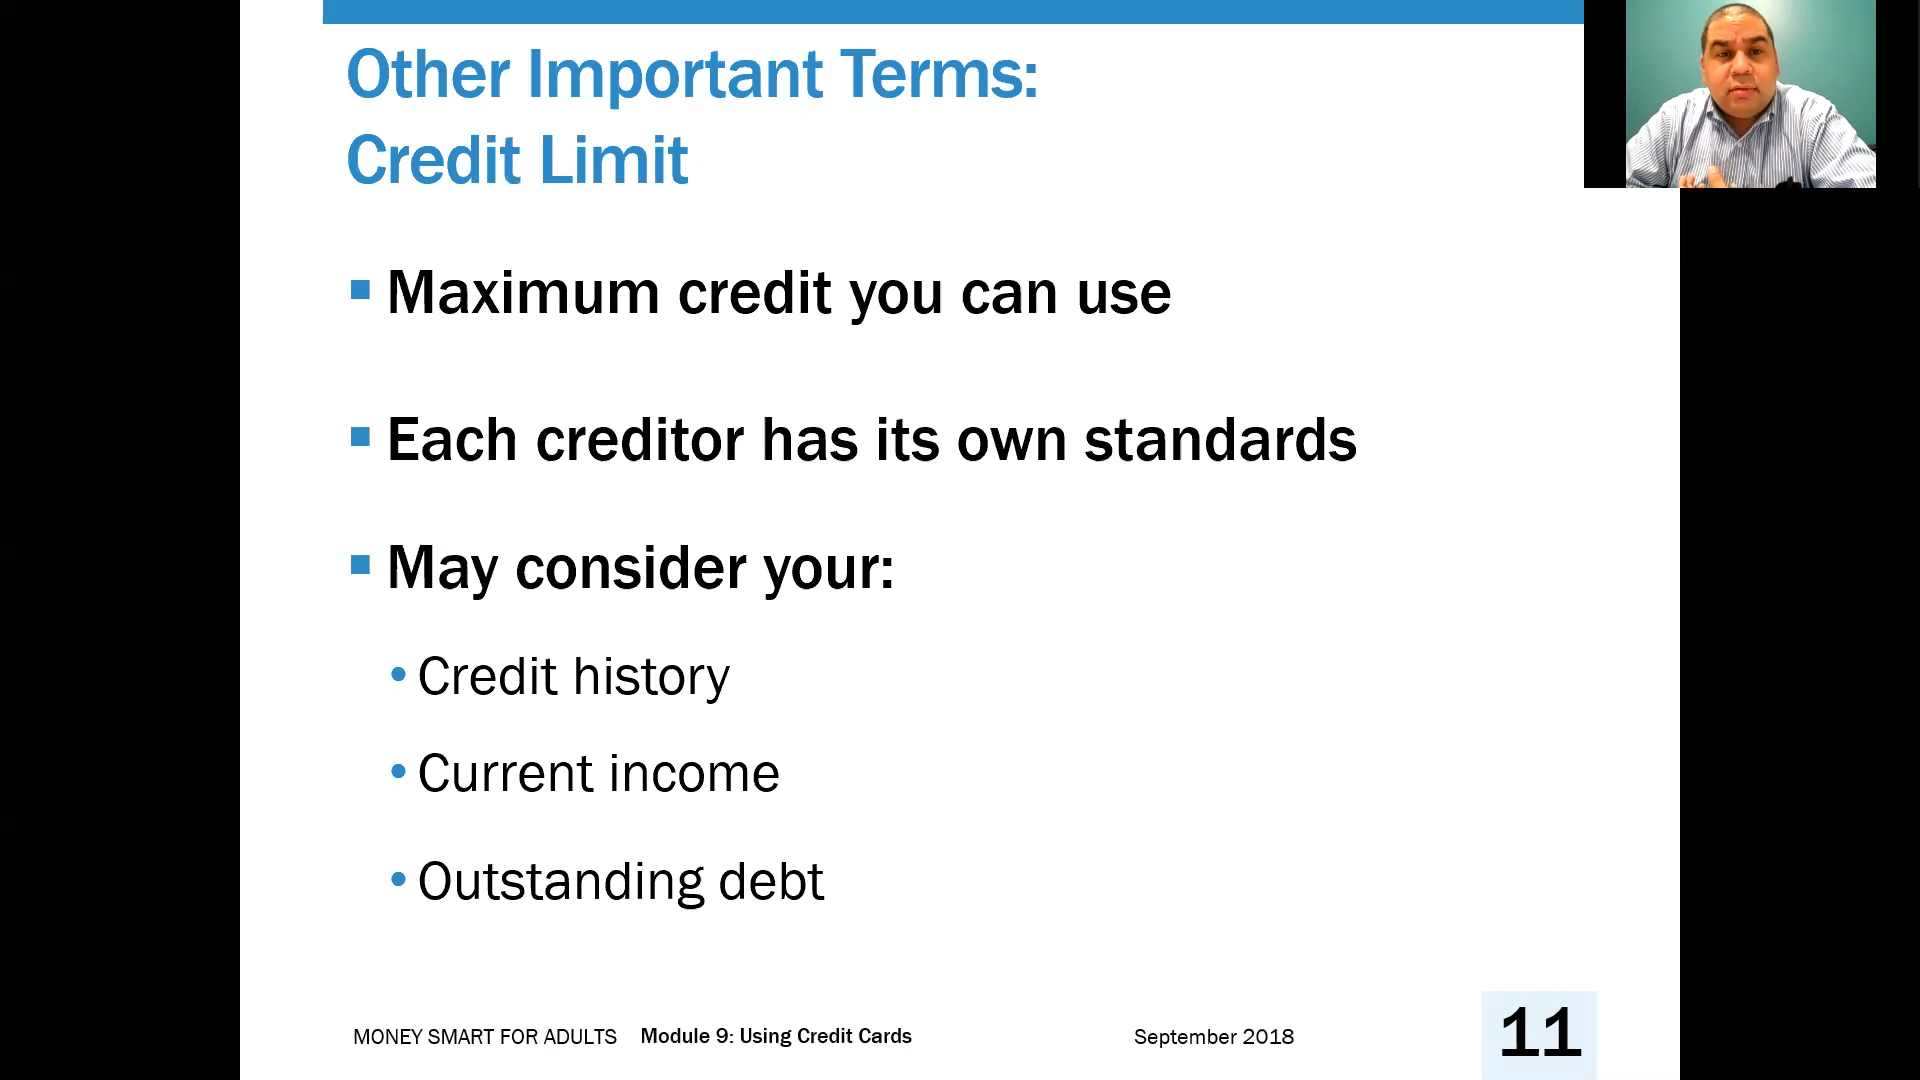 Other Important Terms:
Credit Limit
▪ Maximum credit you can use
▪ Each creditor has its own standards
▪ May consider your:
• Credit history
• Current income
• Outstanding debt
MONEY SMART FOR ADULTS Module 9: Using Credit Cards September 2018 11